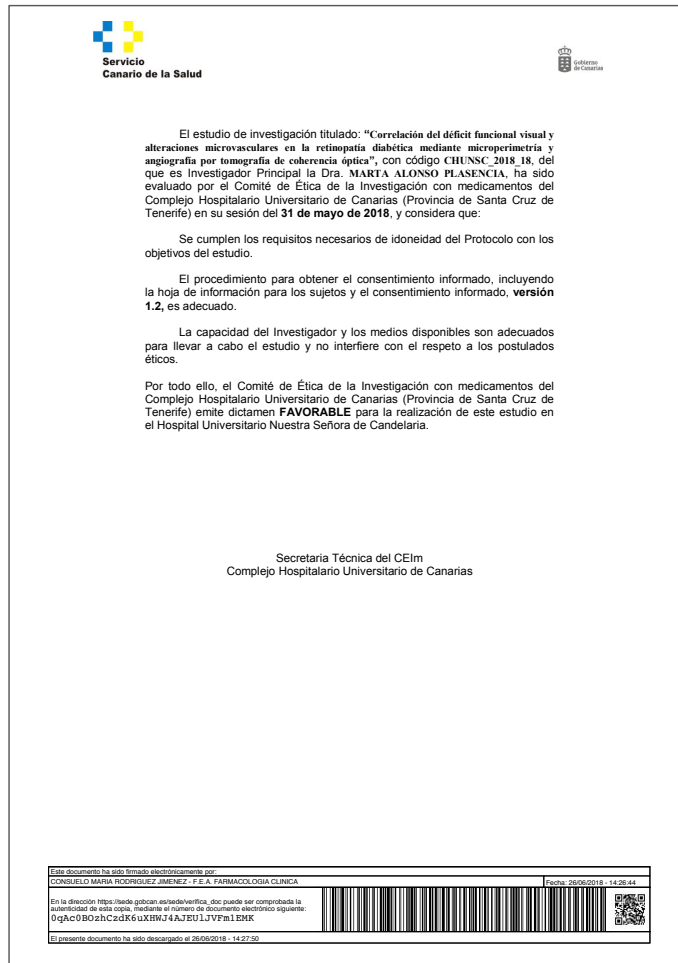 Servicio
Canario de la Salud
Gobierno
de Canarias
El estudio de investigación titulado: "Correlación del déficit funcional visual y
alteraciones microvasculares en la retinopatía diabética mediante microperimetría y
angiografía por tomografía de coherencia óptica", con código CHUNSC_2018_18, del
que es Investigador Principal la Dra. MARTA ALONSO PLASENCIA, ha sido
evaluado por el Comité de Ética de la Investigación con medicamentos del
Complejo Hospitalario Universitario de Canarias (Provincia de Santa Cruz de
Tenerife) en su sesión del 31 de mayo de 2018, y considera que:
Se cumplen los requisitos necesarios de idoneidad del Protocolo con los
objetivos del estudio.
El procedimiento para obtener el consentimiento informado, incluyendo
la hoja de información para los sujetos y el consentimiento informado, versión
1.2, es adecuado.
La capacidad del Investigador y los medios disponibles son adecuados
para llevar a cabo el estudio y no interfiere con el respeto a los postulados
éticos.
Por todo ello, el Comité de Ética de la Investigación con medicamentos del
Complejo Hospitalario Universitario de Canarias (Provincia de Santa Cruz de
Tenerife) emite dictamen FAVORABLE para la realización de este estudio en
el Hospital Universitario Nuestra Señora de Candelaria.
Secretaria Técnica del CEIm
Complejo Hospitalario Universitario de Canarias
Este documento ha sido firmado electrónicamente por:
CONSUELO MARIA RODRIGUEZ JIMENEZ - F.E.A. FARMACOLOGIA CLINICA
Fecha: 26/06/2018 - 14:26:44
En la dirección https://sede.gobcan.es/sede/verifica_doc puede ser comprobada la
autenticidad de esta copia, mediante el número de documento electrónico siguiente:
0qAc0BOzhCzdK6uXHWJ4AJEUlJVFm1EMK
El presente documento ha sido descargado el 26/06/2018 - 14:27:50